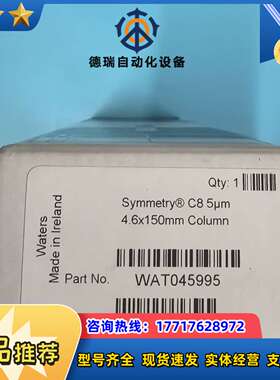 德瑞自动化设备
Qty: 1
Symmetry® C8 5µm
4.6x150mm Column
Waters
Made in Ireland
Part No. WAT045995
咨询热线：17717628972
品推荐
型号齐全 现货速发 实体经营